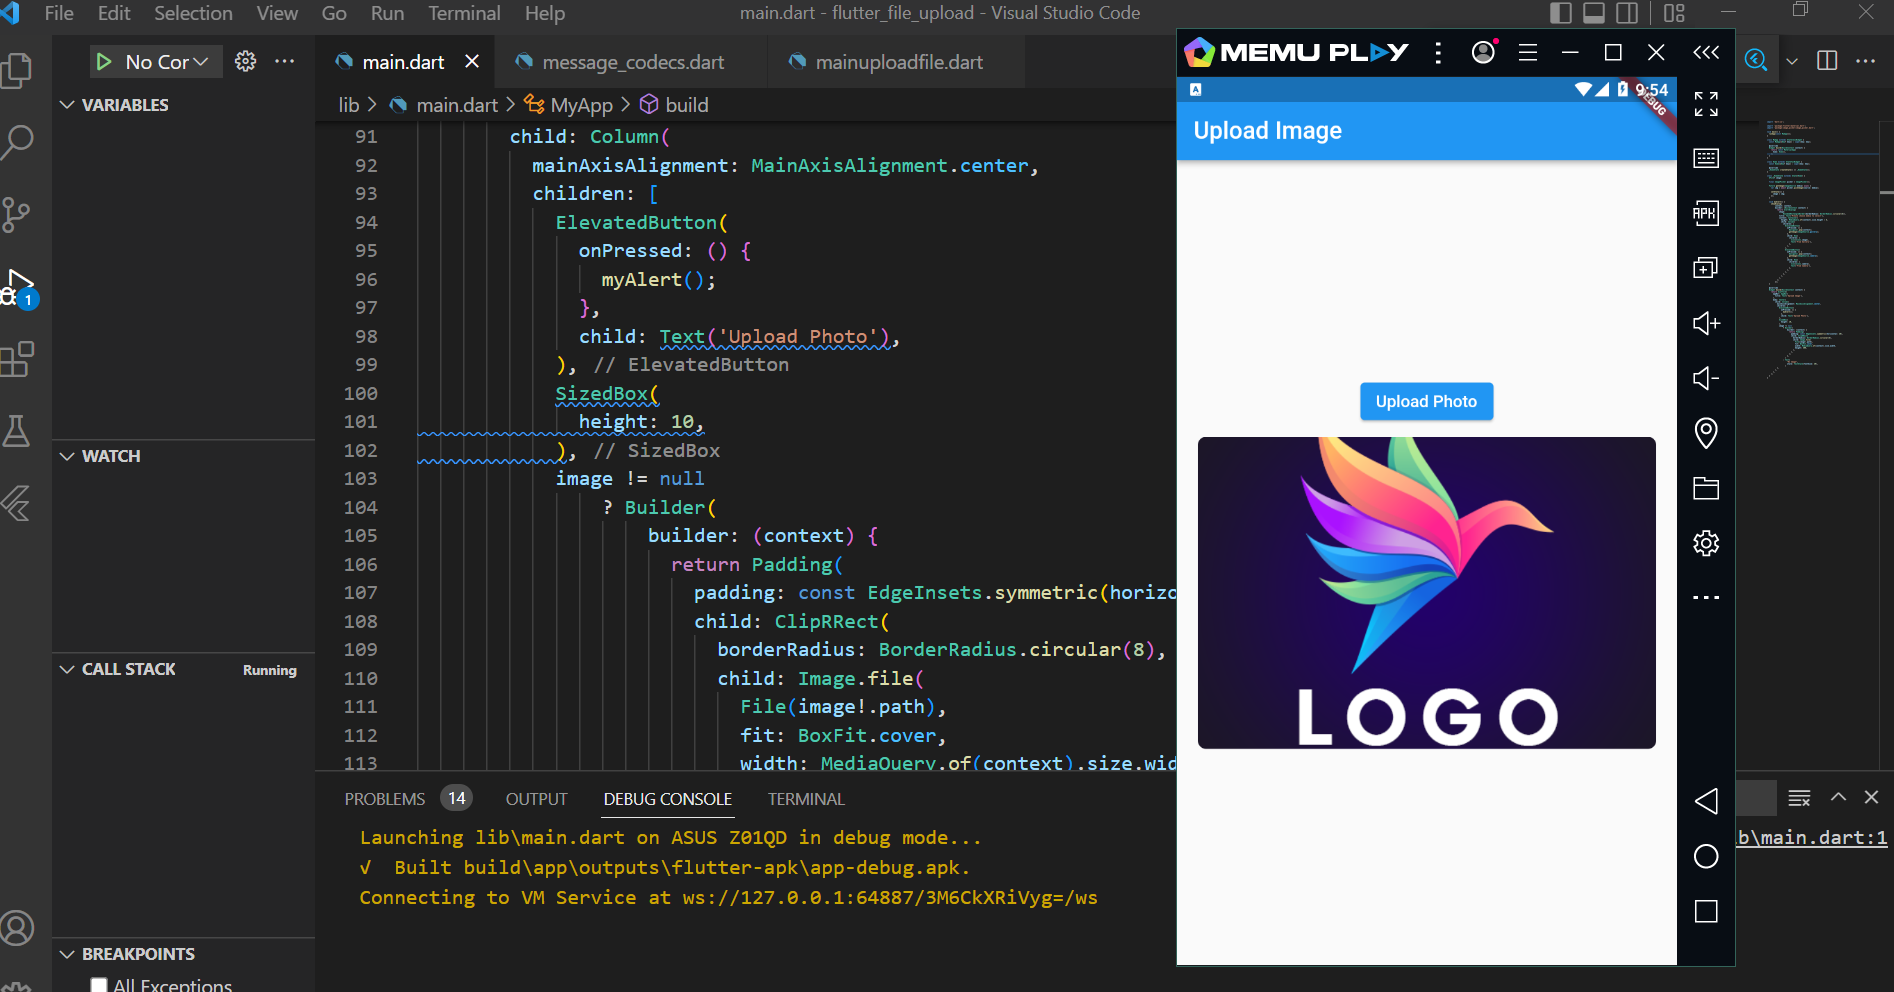 File Edit Selection View Go Run Terminal Help
main.dart - flutter_file_upload - Visual Studio Code
No Cor
main.dart
message_codecs.dart
mainuploadfile.dart
lib > main.dart > MyApp > build
VARIABLES
WATCH
CALL STACK
Running
BREAKPOINTS
All Exceptions
91 child: Column(
92 mainAxisAlignment: MainAxisAlignment.center,
93 children: [
94 ElevatedButton(
95 onPressed: () {
96 myAlert();
97 },
98 child: Text('Upload Photo'),
99 ), // ElevatedButton
100 SizedBox(
101 height: 10,
102 ), // SizedBox
103 image != null
104 ? Builder(
105 builder: (context) {
106 return Padding(
107 padding: const EdgeInsets.symmetric(horizo
108 child: ClipRRect(
109 borderRadius: BorderRadius.circular(8),
110 child: Image.file(
111 File(image!.path),
112 fit: BoxFit.cover,
113 width: MediaQuery.of(context).size.wid
PROBLEMS 14 OUTPUT DEBUG CONSOLE TERMINAL
Launching lib\main.dart on ASUS Z01QD in debug mode...
√ Built build\app\outputs\flutter-apk\app-debug.apk.
Connecting to VM Service at ws://127.0.0.1:64887/3M6CkXRiVyg=/ws
b\main.dart:1
1
MEMU PLAY
A
9:54
DEBUG
Upload Image
Upload Photo
LOGO
APK